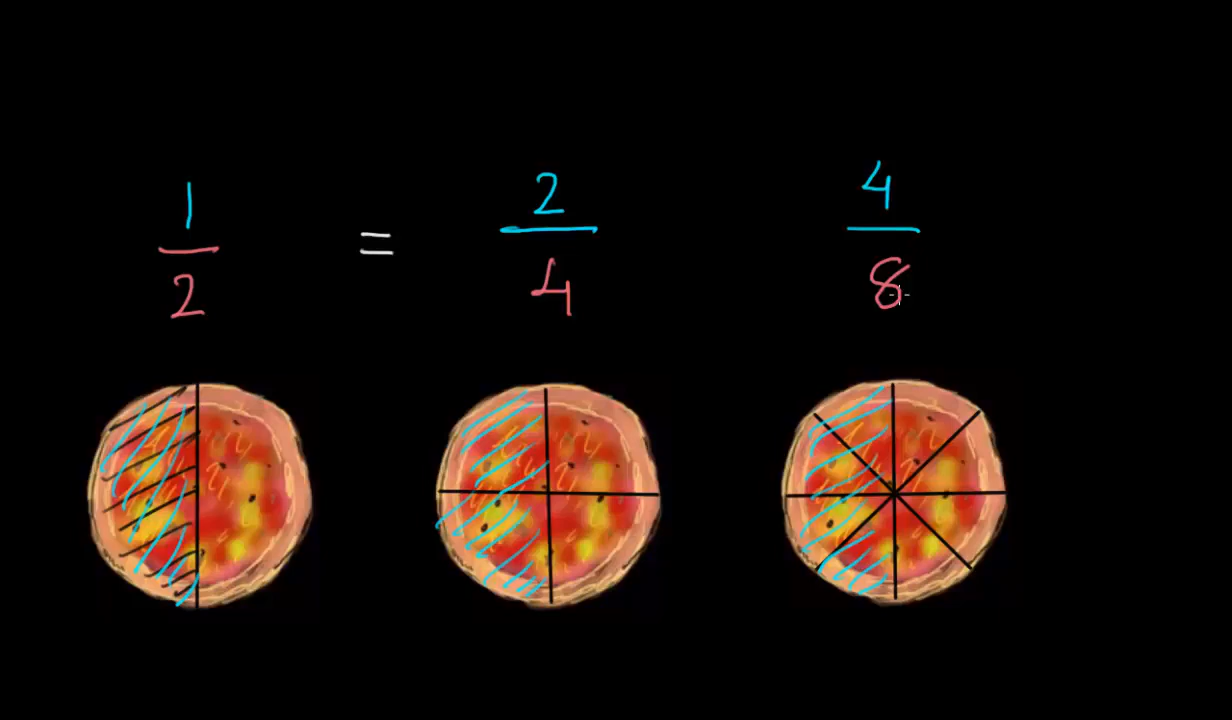 1/2 = 2/4 4/8